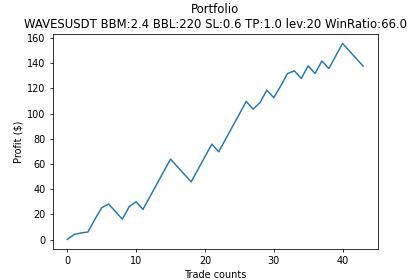 Portfolio
WAVESUSDT BBM:2.4 BBL:220 SL:0.6 TP:1.0 lev:20 WinRatio:66.0
160
140
120
100
80
60
40
20
0
Profit ($)
0 10 20 30 40
Trade counts